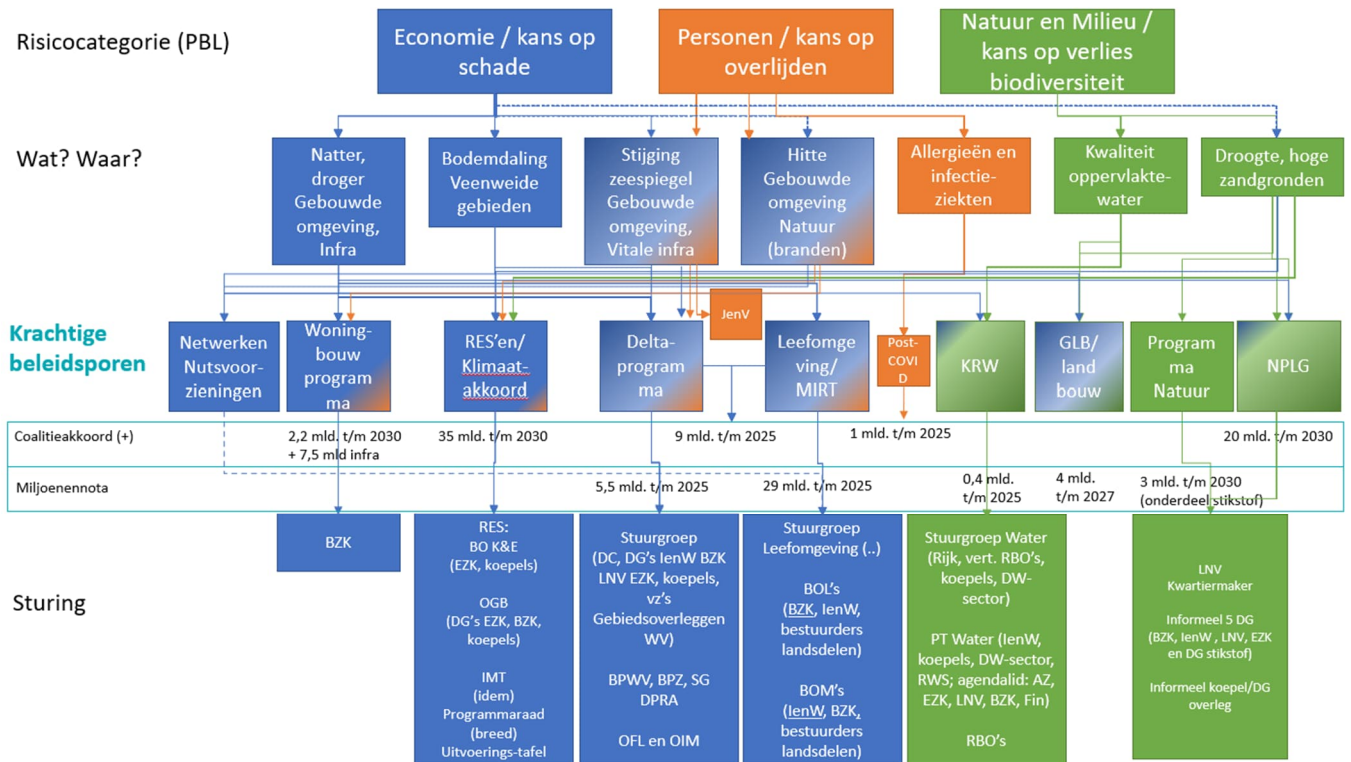 Risicocategorie (PBL)
Economie / kans op
schade
Personen / kans op
overlijden
Natuur en Milieu /
kans op verlies
biodiversiteit
Wat? Waar?
Natter,
droger
Gebouwde
omgeving,
Infra
Bodemdaling
Veenweide
gebieden
Stijging
zeespiegel
Gebouwde
omgeving,
Vitale infra
Hitte
Gebouwde
omgeving
Natuur
(branden)
Allergieën en
infectie-
ziekten
Kwaliteit
oppervlakte-
water
Droogte, hoge
zandgronden
Krachtige
beleidsporen
Netwerken
Nutsvoor-
zieningen
Woning-
bouw
program
ma
RES'en/
Klimaat-
akkoord
Delta-
program
ma
JenV
Leefomge
ving/
MIRT
Post-
COVI
D
KRW
GLB/
land
bouw
Program
ma
Natuur
NPLG
Coalitieakkoord (+)
2,2 mld. t/m 2030
+ 7,5 mld infra
35 mld. t/m 2030
9 mld. t/m 2025
1 mld. t/m 2025
20 mld. t/m 2030
Miljoenennota
5,5 mld. t/m 2025
29 mld. t/m 2025
0,4 mld.
t/m 2025
4 mld.
t/m 2027
3 mld. t/m 2030
(onderdeel stikstof)
Sturing
BZK
RES:
BO K&E
(EZK, koepels)
OGB
(DG's EZK, BZK,
koepels)
IMT
(idem)
Programmaraad
(breed)
Uitvoerings-tafel
Stuurgroep
(DC, DG's IenW BZK
LNV EZK, koepels,
vz's
Gebiedsoverleggen
WV)
BPWV, BPZ, SG
DPRA
OFL en OIM
Stuurgroep
Leefomgeving (..)
BOL's
(BZK, IenW,
bestuurders
landsdelen)
BOM's
(IenW, BZK,
bestuurders
landsdelen)
Stuurgroep Water
(Rijk, vert. RBO's,
koepels, DW-
sector)
PT Water (IenW,
koepels, DW-sector,
RWS; agendalid: AZ,
EZK, LNV, BZK, Fin)
RBO's
LNV
Kwartiermaker
Informeel 5 DG
(BZK, IenW , LNV, EZK
en DG stikstof)
Informeel koepel/DG
overleg